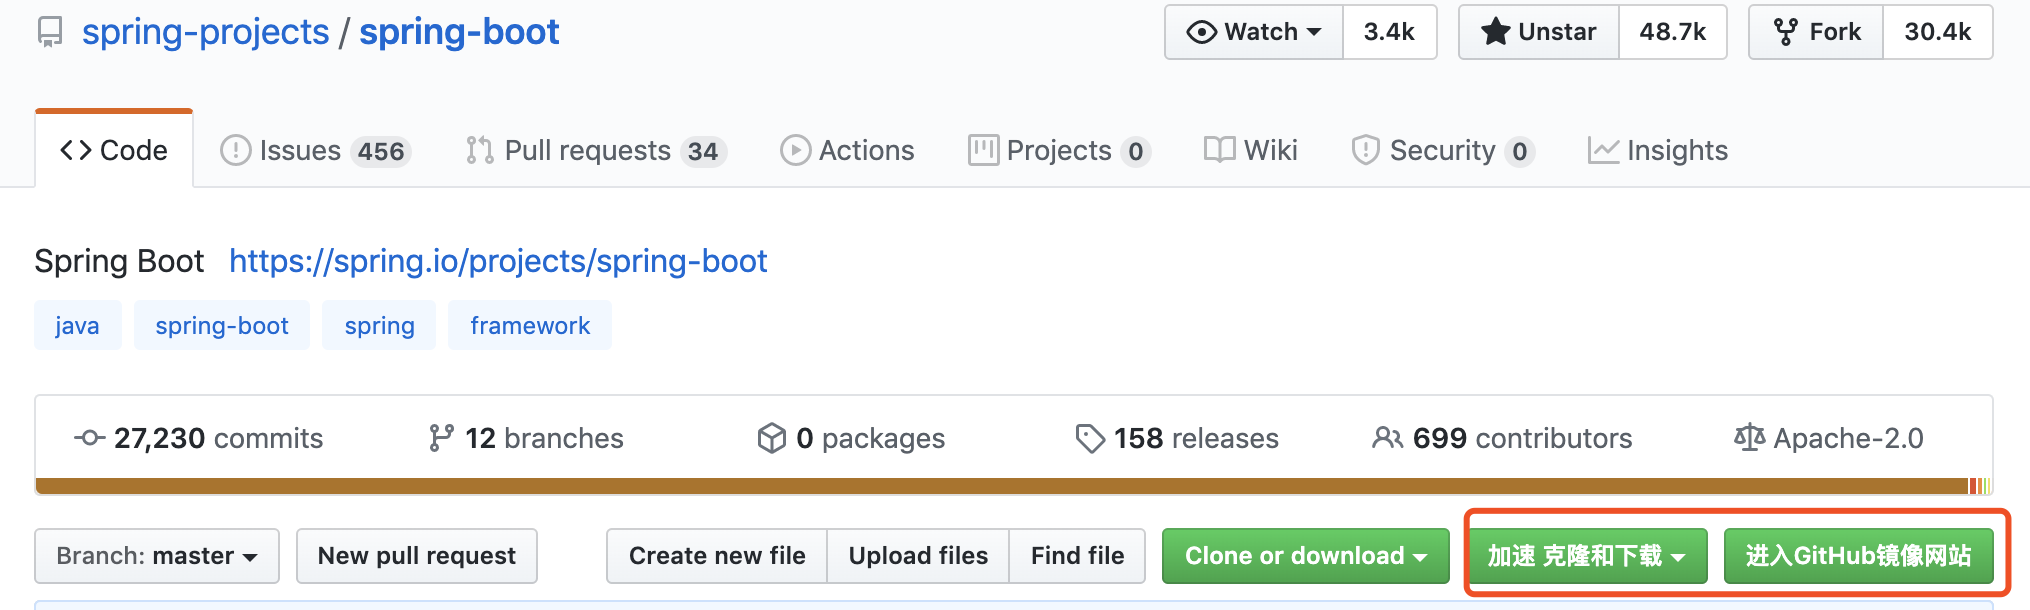 spring-projects / spring-boot
Watch 3.4k Unstar 48.7k Fork 30.4k
Code Issues 456 Pull requests 34 Actions Projects 0 Wiki Security 0 Insights
Spring Boot https://spring.io/projects/spring-boot
java spring-boot spring framework
27,230 commits 12 branches 0 packages 158 releases 699 contributors Apache-2.0
Branch: master New pull request Create new file Upload files Find file Clone or download 加速 克隆和下载 进入GitHub镜像网站